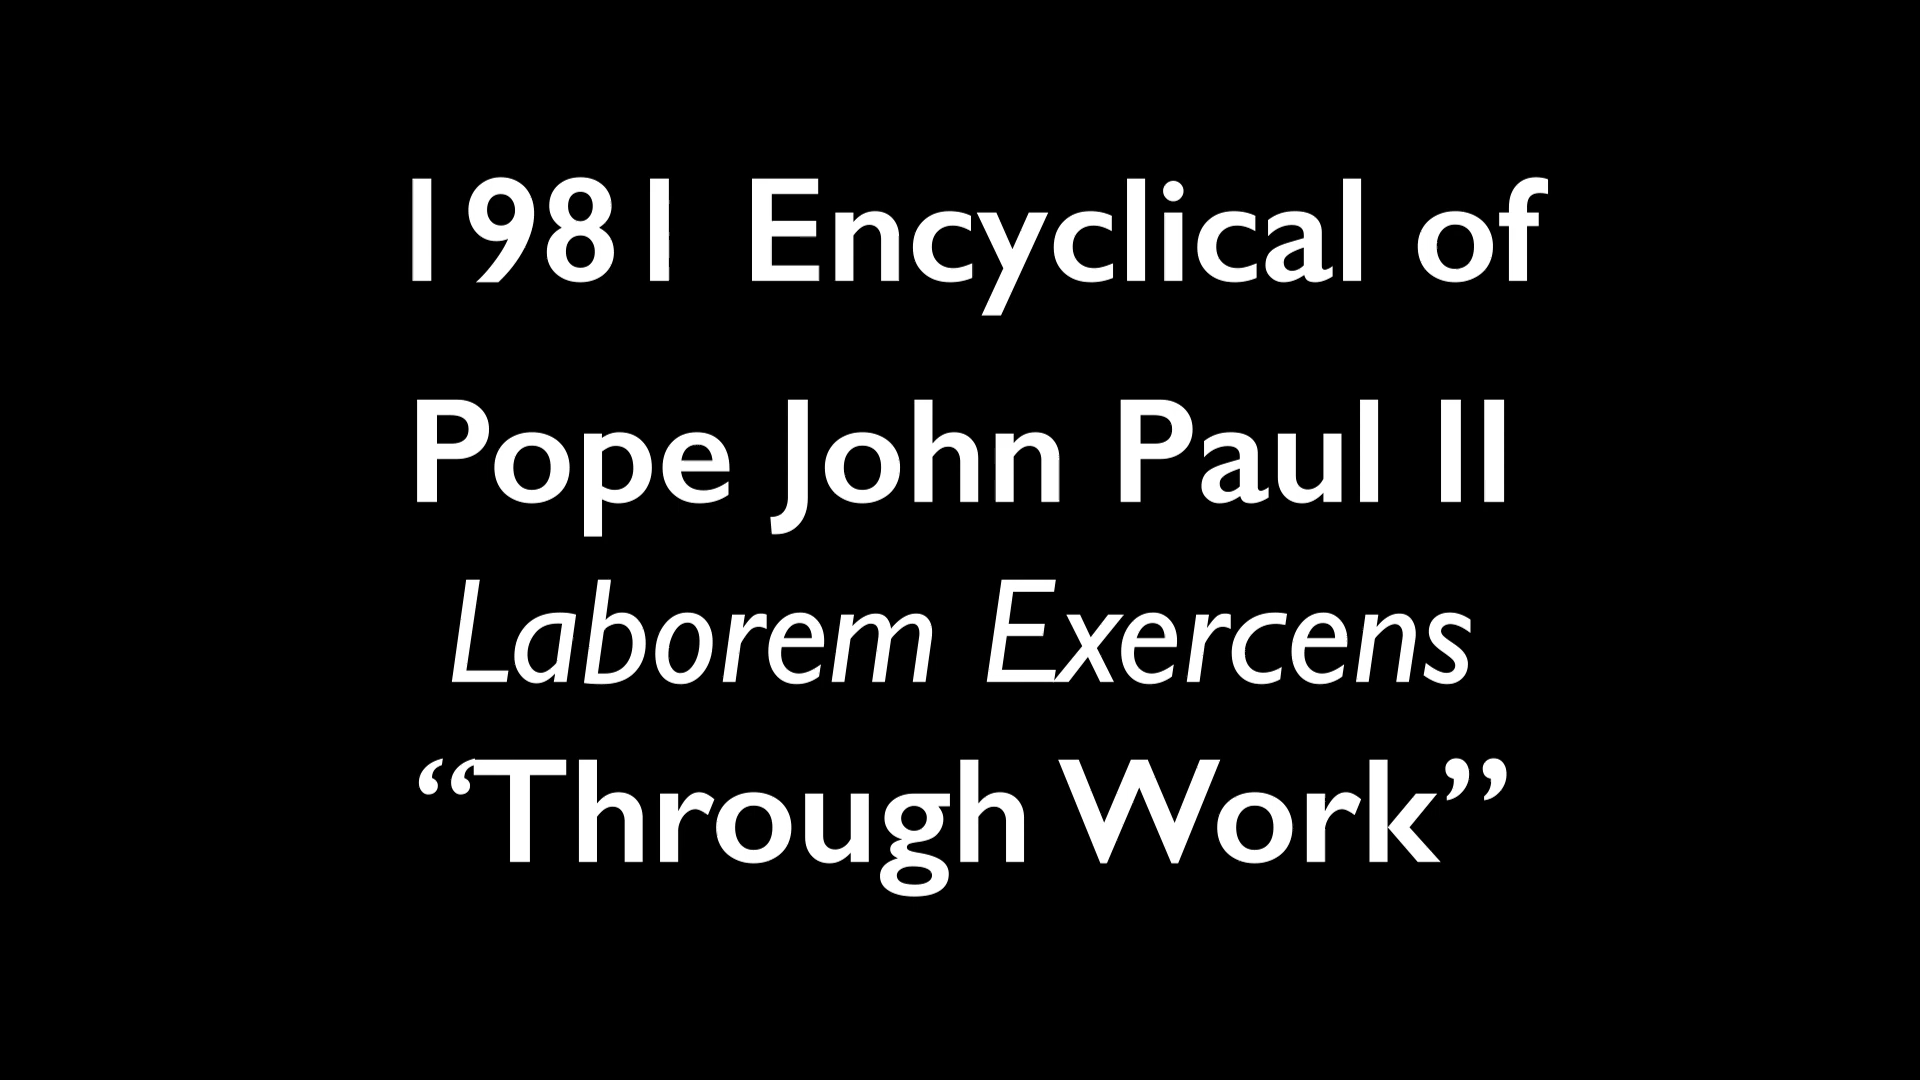 1981 Encyclical of
Pope John Paul II
Laborem Exercens
“Through Work”